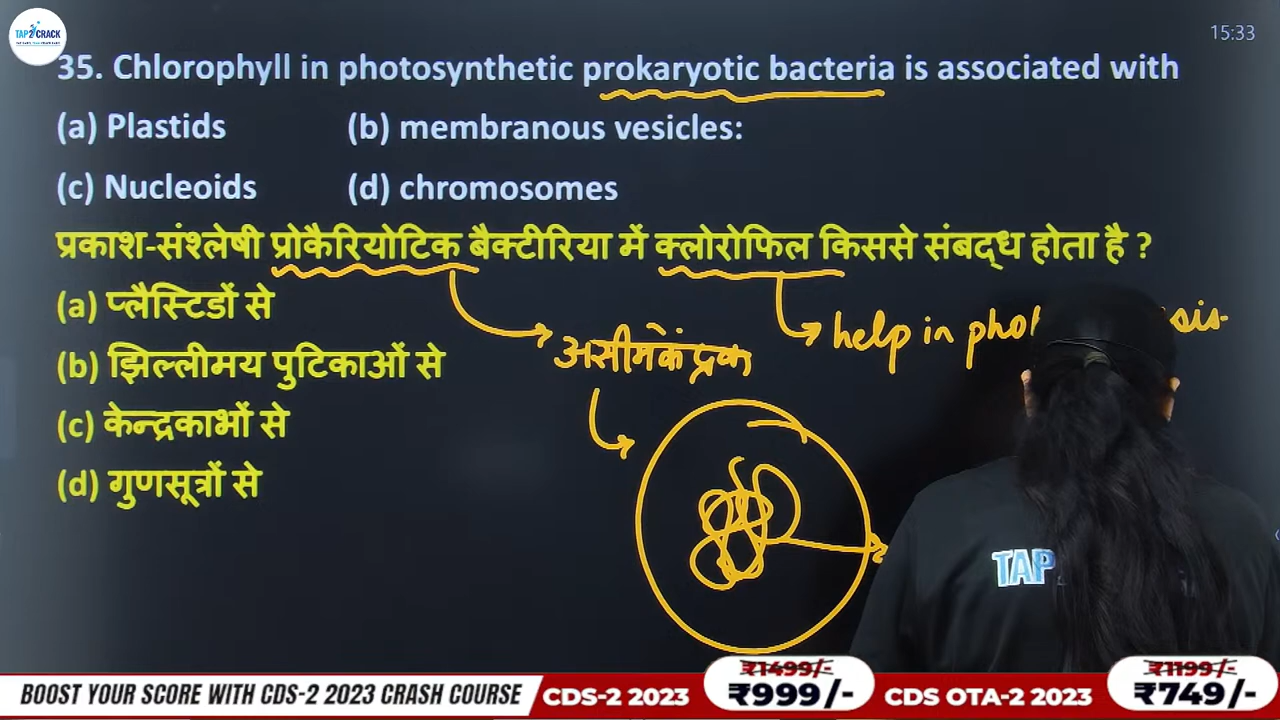 TAP2CRACK
15:33
35. Chlorophyll in photosynthetic prokaryotic bacteria is associated with
(a) Plastids (b) membranous vesicles:
(c) Nucleoids (d) chromosomes
प्रकाश-संश्लेषी प्रोकैरियोटिक बैक्टीरिया में क्लोरोफिल किससे संबद्ध होता है ?
(a) प्लैस्टिडों से
(b) झिल्लीमय पुटिकाओं से
(c) केन्द्रकाभों से
(d) गुणसूत्रों से
help in
TAP
BOOST YOUR SCORE WITH CDS-2 2023 CRASH COURSE
CDS-2 2023
₹1499/-
₹999/-
CDS OTA-2 2023
₹1199/-
₹749/-